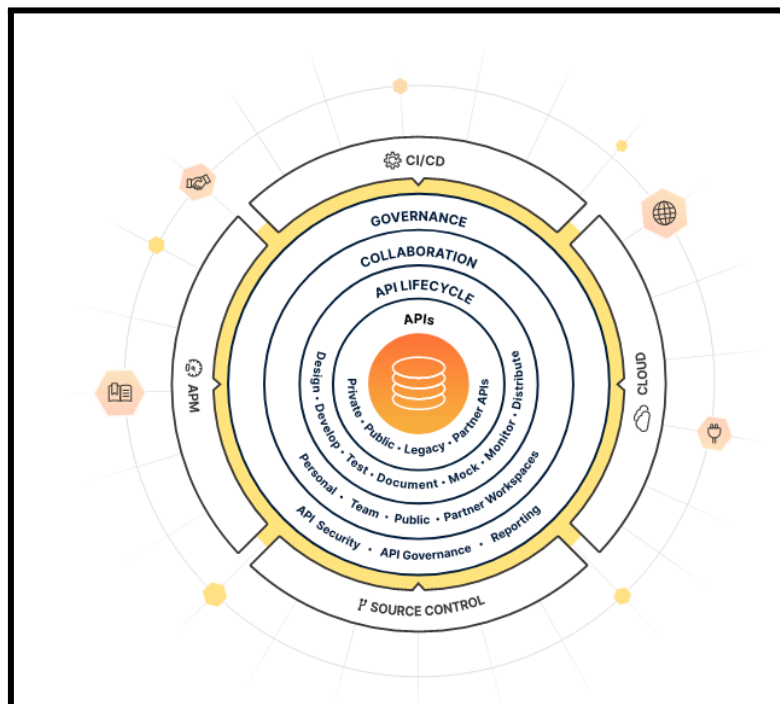 CI/CD
GOVERNANCE
COLLABORATION
API LIFECYCLE
APIs
Private • Public • Legacy • Partner APIs
Design • Develop • Test • Document • Mock • Monitor • Distribute
Personal • Team • Public • Partner Workspaces
API Security • API Governance • Reporting
APM
CLOUD
SOURCE CONTROL